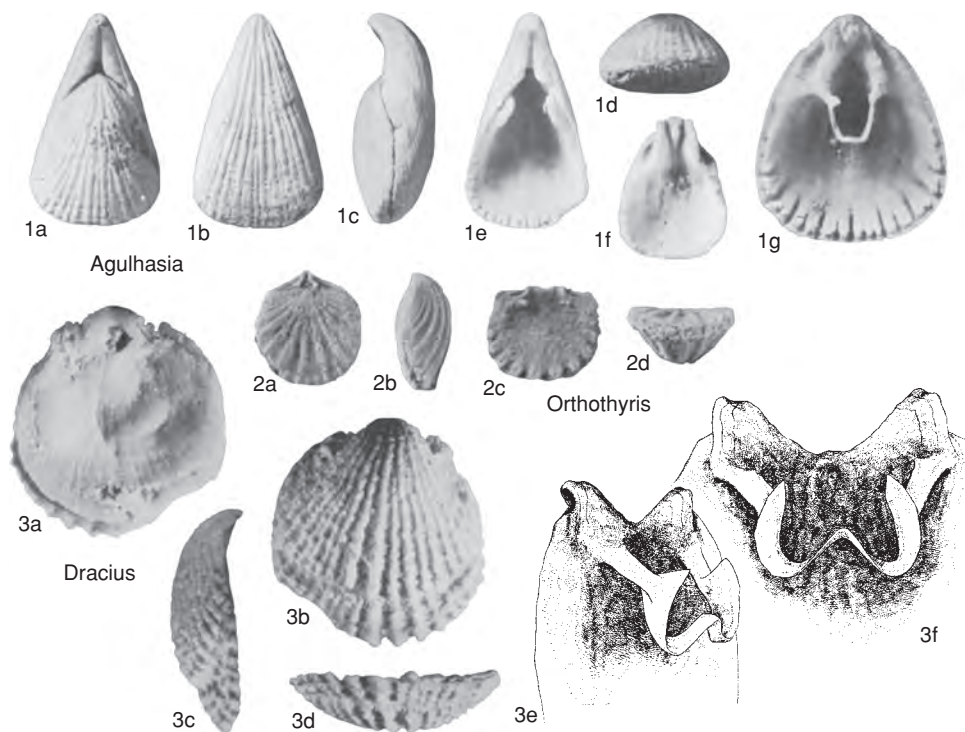 1a
1b
1c
1e
1d
1f
1g
Agulhasia
2a
2b
2c
2d
Orthothyris
3a
Dracius
3b
3c
3d
3e
3f